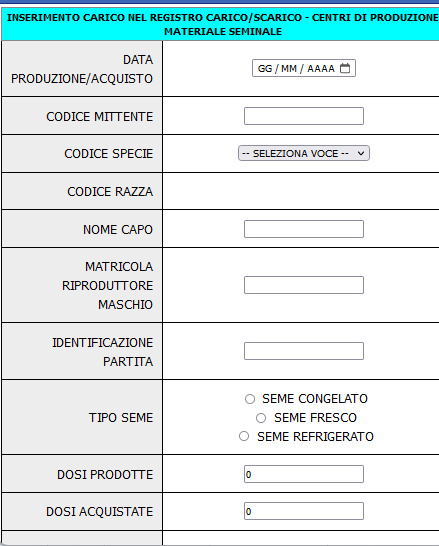 INSERIMENTO CARICO NEL REGISTRO CARICO/SCARICO - CENTRI DI PRODUZIONE
MATERIALE SEMINALE
DATA
PRODUZIONE/ACQUISTO
GG / MM / AAAA
CODICE MITTENTE
CODICE SPECIE
-- SELEZIONA VOCE --
CODICE RAZZA
NOME CAPO
MATRICOLA
RIPRODUTTORE
MASCHIO
IDENTIFICAZIONE
PARTITA
TIPO SEME
SEME CONGELATO
SEME FRESCO
SEME REFRIGERATO
DOSI PRODOTTE
0
DOSI ACQUISTATE
0